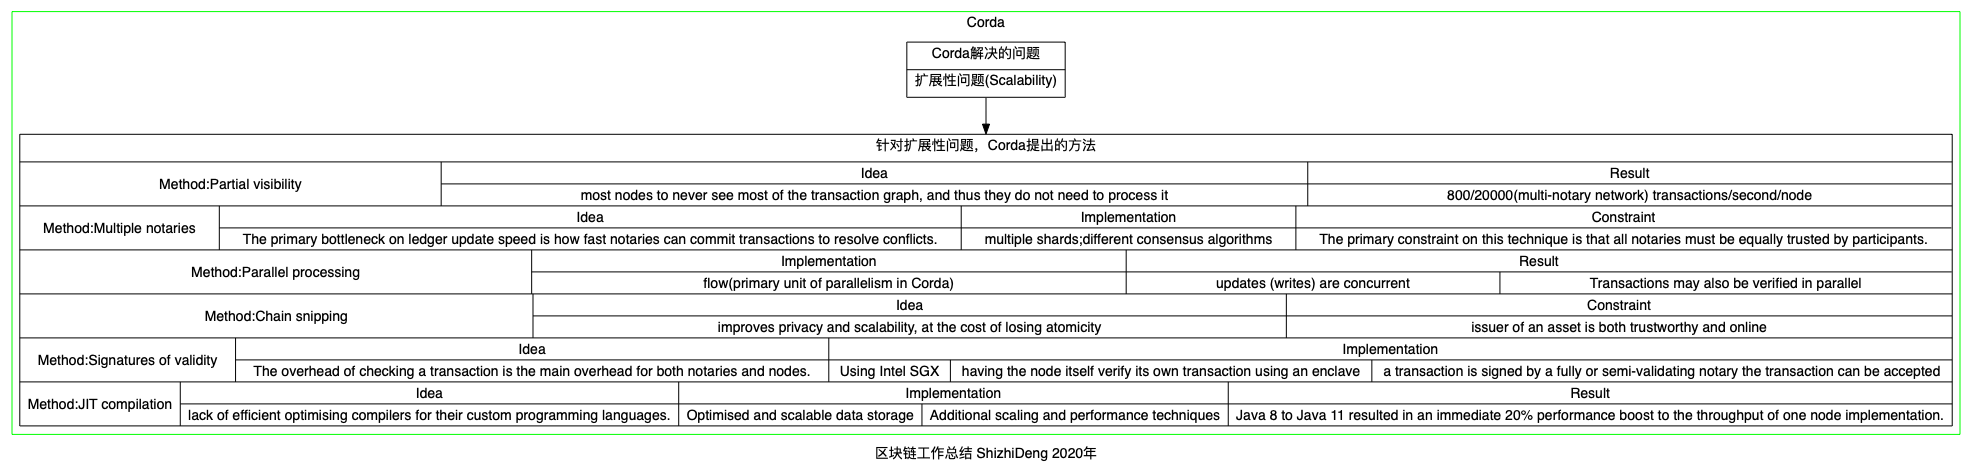 Corda
Corda解决的问题
扩展性问题(Scalability)
针对扩展性问题，Corda提出的方法
Method:Partial visibility
Idea
most nodes to never see most of the transaction graph, and thus they do not need to process it
Result
800/20000(multi-notary network) transactions/second/node
Method:Multiple notaries
Idea
The primary bottleneck on ledger update speed is how fast notaries can commit transactions to resolve conflicts.
Implementation
multiple shards;different consensus algorithms
Constraint
The primary constraint on this technique is that all notaries must be equally trusted by participants.
Method:Parallel processing
Implementation
flow(primary unit of parallelism in Corda)
Result
updates (writes) are concurrent
Transactions may also be verified in parallel
Method:Chain snipping
Idea
improves privacy and scalability, at the cost of losing atomicity
Constraint
issuer of an asset is both trustworthy and online
Method:Signatures of validity
Idea
The overhead of checking a transaction is the main overhead for both notaries and nodes.
Implementation
Using Intel SGX
having the node itself verify its own transaction using an enclave
a transaction is signed by a fully or semi-validating notary the transaction can be accepted
Method:JIT compilation
Idea
lack of efficient optimising compilers for their custom programming languages.
Implementation
Optimised and scalable data storage
Additional scaling and performance techniques
Result
Java 8 to Java 11 resulted in an immediate 20% performance boost to the throughput of one node implementation.
区块链工作总结 ShizhiDeng 2020年